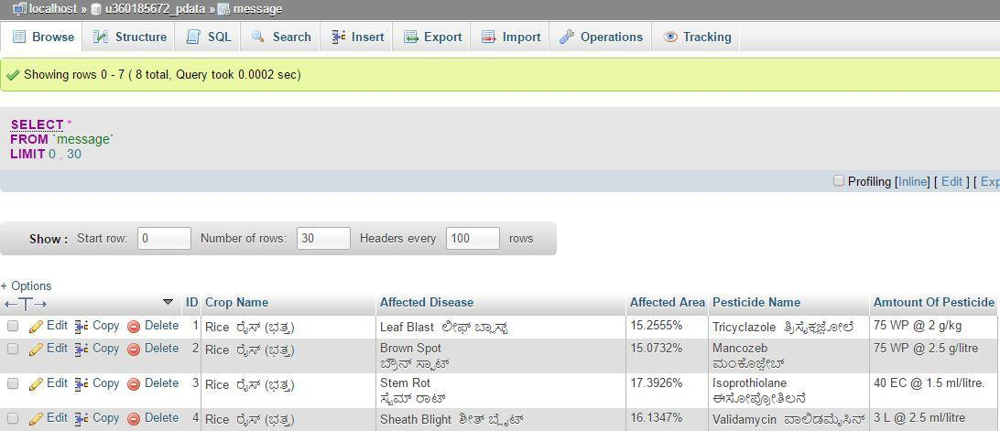 localhost » u360185672_pdata » message
Browse Structure SQL Search Insert Export Import Operations Tracking
Showing rows 0 - 7 ( 8 total, Query took 0.0002 sec)
SELECT *
FROM `message`
LIMIT 0 , 30
Profiling [Inline] [ Edit ] [ Exp
Show : Start row: 0 Number of rows: 30 Headers every 100 rows
+ Options
←T→ ID Crop Name Affected Disease Affected Area Pesticide Name Amtount Of Pesticide
Edit Copy Delete 1 Rice ರೈಸ್ (ಭತ್ತ) Leaf Blast ಲೀಫ್ ಬ್ಲಾಸ್ಟ್ 15.2555% Tricyclazole ತ್ರಿಸೈಕ್ಲಜೋಲೆ 75 WP @ 2 g/kg
Edit Copy Delete 2 Rice ರೈಸ್ (ಭತ್ತ) Brown Spot 15.0732% Mancozeb 75 WP @ 2.5 g/litre
ಬ್ರೌನ್ ಸ್ಪಾಟ್ ಮಂಕೊಜೇಬ್
Edit Copy Delete 3 Rice ರೈಸ್ (ಭತ್ತ) Stem Rot 17.3926% Isoprothiolane 40 EC @ 1.5 ml/litre.
ಸ್ಟೆಮ್ ರಾಟ್ ಈಸೋಪ್ರೋತಿಲನೆ
Edit Copy Delete 4 Rice ರೈಸ್ (ಭತ್ತ) Sheath Blight ಶೀತ್ ಬ್ಲೈಟ್ 16.1347% Validamycin ವಾಲಿಡಮೈಸಿನ್ 3 L @ 2.5 ml/litre